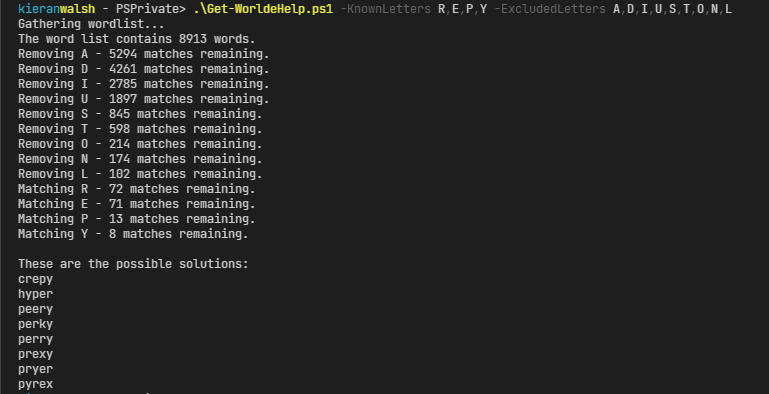 kieranwalsh - PSPrivate> .\Get-WorldeHelp.ps1 -KnownLetters R,E,P,Y -ExcludedLetters A,D,I,U,S,T,O,N,L
Gathering wordlist...
The word list contains 8913 words.
Removing A - 5294 matches remaining.
Removing D - 4261 matches remaining.
Removing I - 2785 matches remaining.
Removing U - 1897 matches remaining.
Removing S - 845 matches remaining.
Removing T - 598 matches remaining.
Removing O - 214 matches remaining.
Removing N - 174 matches remaining.
Removing L - 102 matches remaining.
Matching R - 72 matches remaining.
Matching E - 71 matches remaining.
Matching P - 13 matches remaining.
Matching Y - 8 matches remaining.
These are the possible solutions:
crepy
hyper
peery
perky
perry
prexy
pryer
pyrex